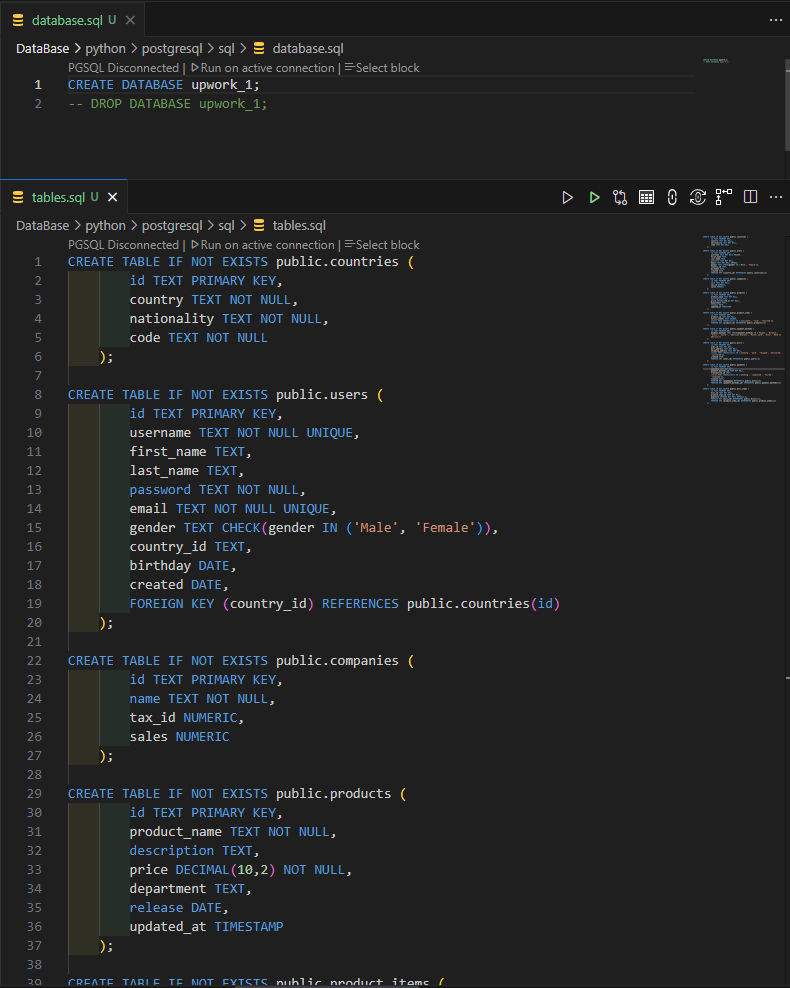 database.sql U
DataBase > python > postgresql > sql > database.sql
PGSQL Disconnected | Run on active connection | Select block
1 CREATE DATABASE upwork_1;
2 -- DROP DATABASE upwork_1;
tables.sql U
DataBase > python > postgresql > sql > tables.sql
PGSQL Disconnected | Run on active connection | Select block
1 CREATE TABLE IF NOT EXISTS public.countries (
2 id TEXT PRIMARY KEY,
3 country TEXT NOT NULL,
4 nationality TEXT NOT NULL,
5 code TEXT NOT NULL
6 );
7
8 CREATE TABLE IF NOT EXISTS public.users (
9 id TEXT PRIMARY KEY,
10 username TEXT NOT NULL UNIQUE,
11 first_name TEXT,
12 last_name TEXT,
13 password TEXT NOT NULL,
14 email TEXT NOT NULL UNIQUE,
15 gender TEXT CHECK(gender IN ('Male', 'Female')),
16 country_id TEXT,
17 birthday DATE,
18 created DATE,
19 FOREIGN KEY (country_id) REFERENCES public.countries(id)
20 );
21
22 CREATE TABLE IF NOT EXISTS public.companies (
23 id TEXT PRIMARY KEY,
24 name TEXT NOT NULL,
25 tax_id NUMERIC,
26 sales NUMERIC
27 );
28
29 CREATE TABLE IF NOT EXISTS public.products (
30 id TEXT PRIMARY KEY,
31 product_name TEXT NOT NULL,
32 description TEXT,
33 price DECIMAL(10,2) NOT NULL,
34 department TEXT,
35 release DATE,
36 updated_at TIMESTAMP
37 );
38
39 CREATE TABLE IF NOT EXISTS public.product_items (